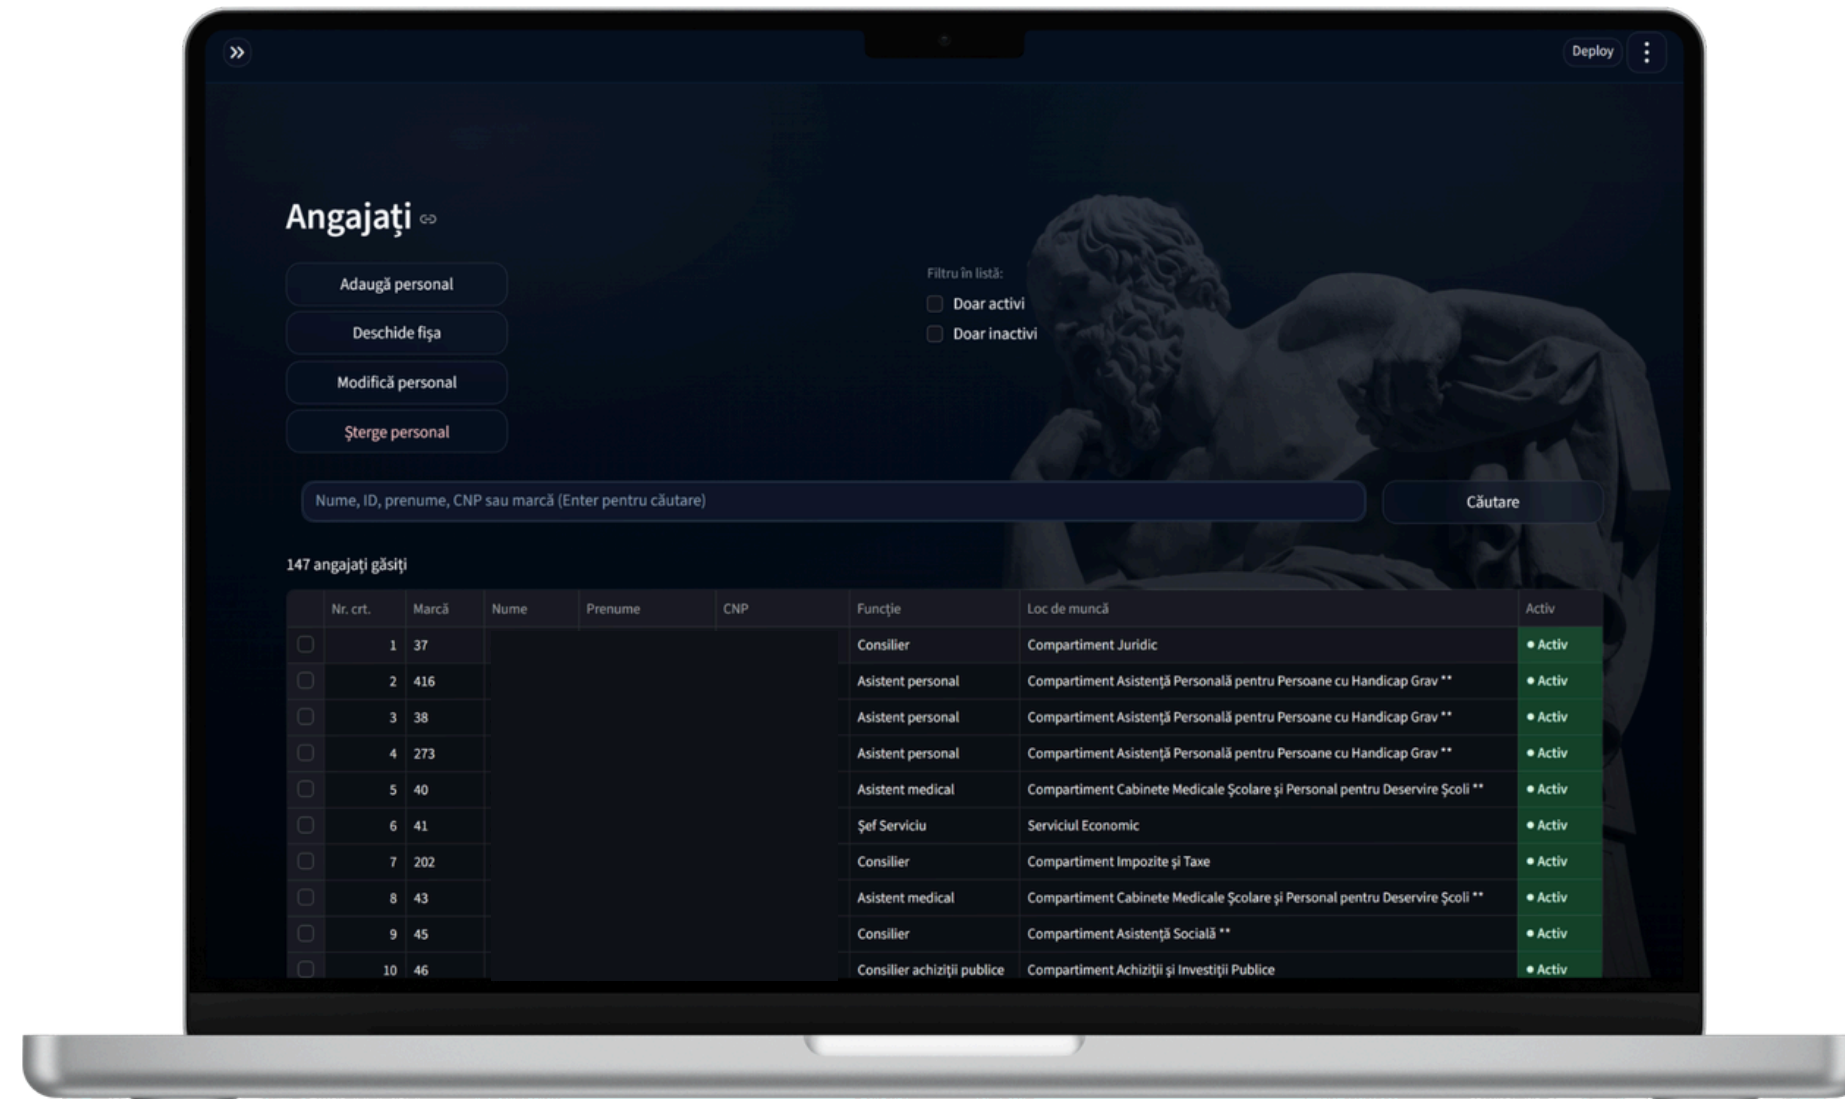 Deploy
Angajați
Adaugă personal
Deschide fișa
Modifică personal
Șterge personal
Filtru în listă:
Doar activi
Doar inactivi
Nume, ID, prenume, CNP sau marcă (Enter pentru căutare)
Căutare
147 angajați găsiți
Nr. crt. Marcă Nume Prenume CNP Funcție Loc de muncă Activ
1 37 Consilier Compartiment Juridic Activ
2 416 Asistent personal Compartiment Asistență Personală pentru Persoane cu Handicap Grav ** Activ
3 38 Asistent personal Compartiment Asistență Personală pentru Persoane cu Handicap Grav ** Activ
4 273 Asistent personal Compartiment Asistență Personală pentru Persoane cu Handicap Grav ** Activ
5 40 Asistent medical Compartiment Cabinete Medicale Școlare și Personal pentru Deservire Școli ** Activ
6 41 Șef Serviciu Serviciul Economic Activ
7 202 Consilier Compartiment Impozite și Taxe Activ
8 43 Asistent medical Compartiment Cabinete Medicale Școlare și Personal pentru Deservire Școli ** Activ
9 45 Consilier Compartiment Asistență Socială ** Activ
10 46 Consilier achiziții publice Compartiment Achiziții și Investiții Publice Activ